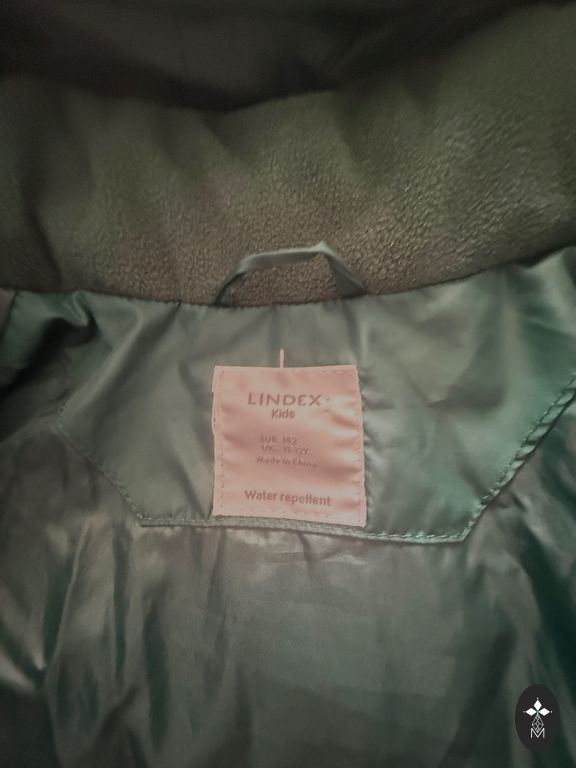 LINDEX
Kids
EUR 152
UK 11-12Y
Made in China
Water repellent
M